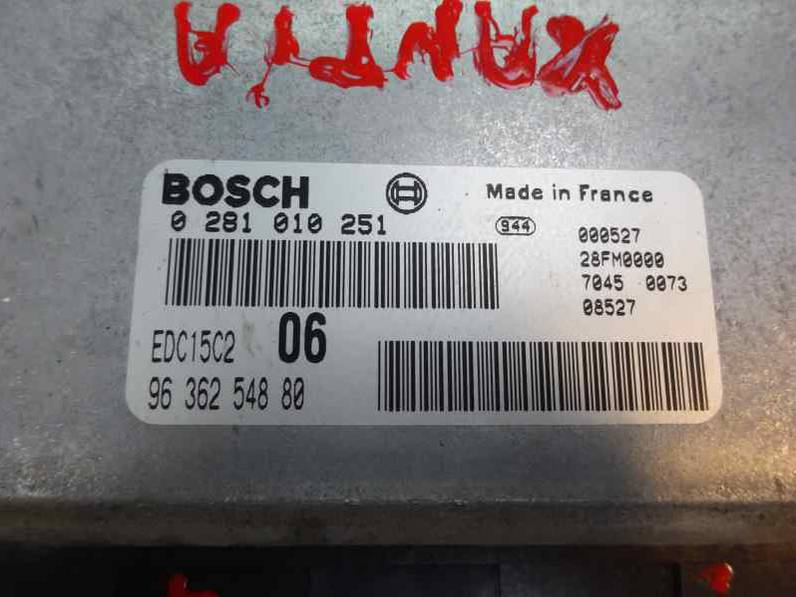 XANTIA
BOSCH
Made in France
0 281 010 251
944
000527
28FM0000
7045 0073
08527
EDC15C2 06
96 362 548 80